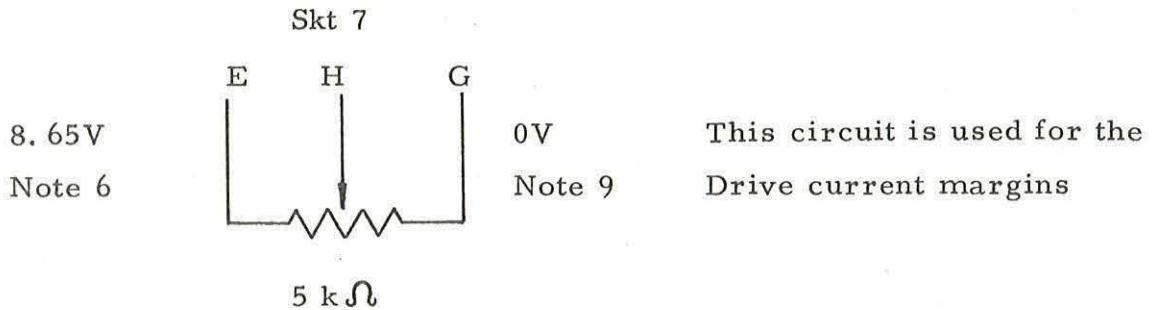 Skt 7
E H G
8.65V 0V This circuit is used for the
Note 6 Note 9 Drive current margins
5 kΩ